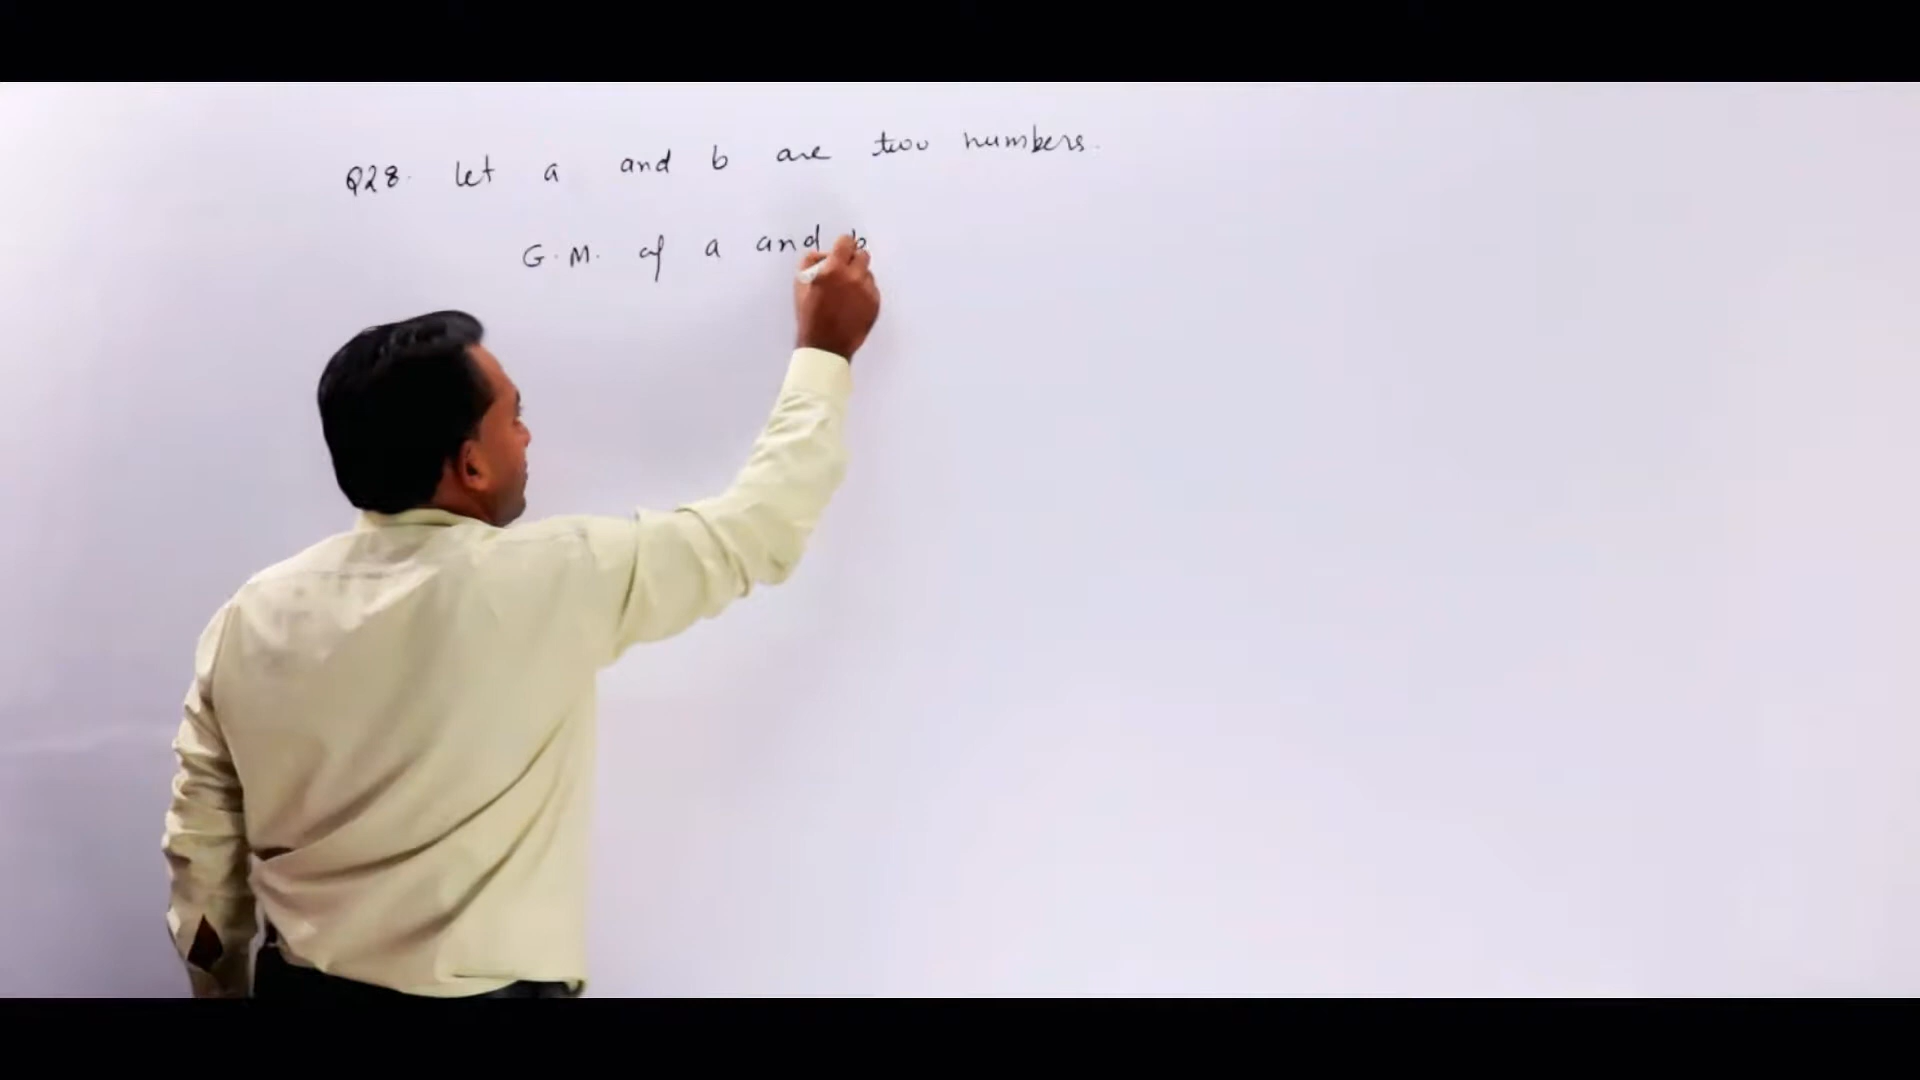 Q28. Let a and b are two numbers.
G.M. of a and b